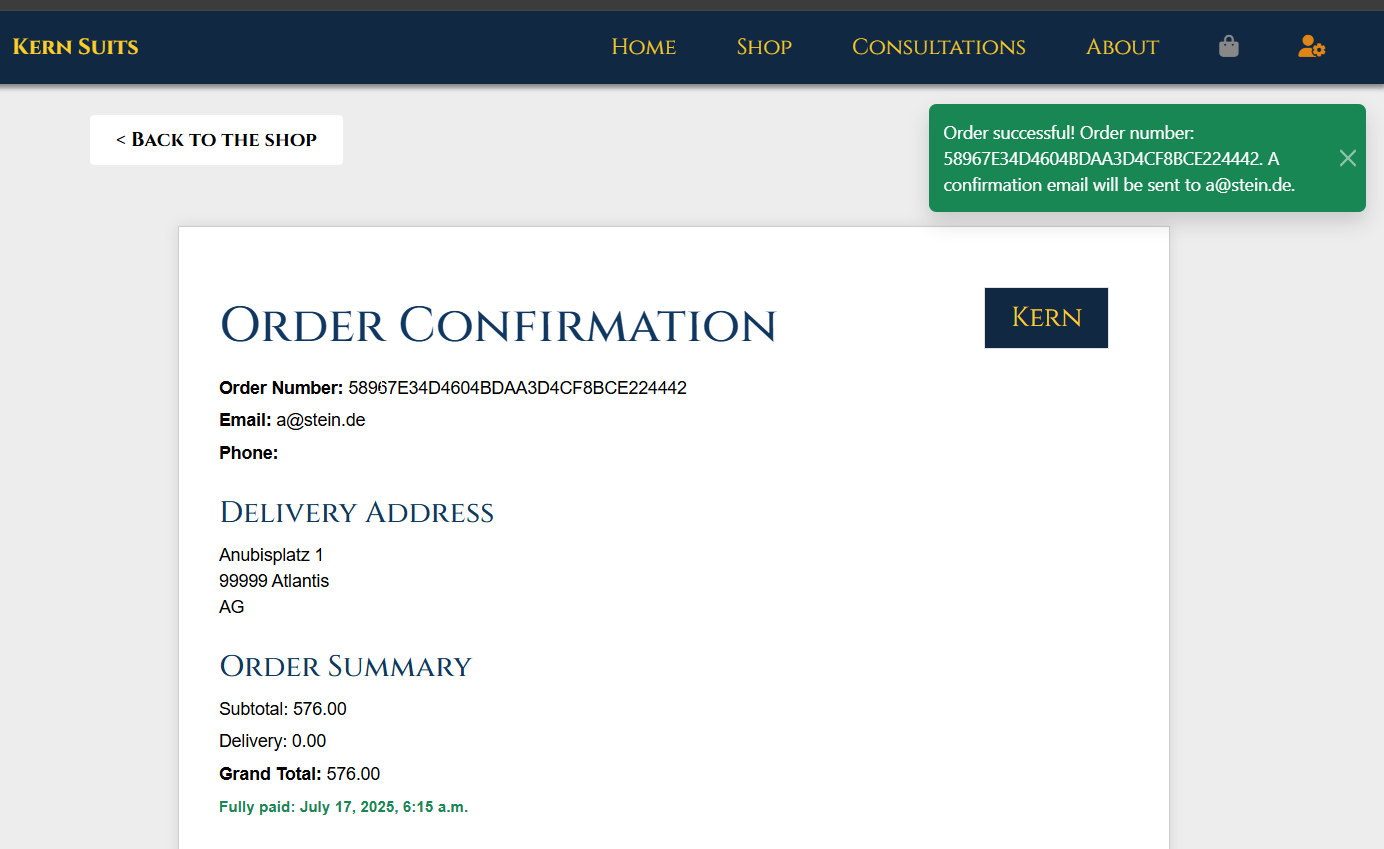 Kern Suits
Home Shop Consultations About
< Back to the shop
Order successful! Order number:
58967E34D4604BDAA3D4CF8BCE224442. A
confirmation email will be sent to a@stein.de.
Order Confirmation
Kern
Order Number: 58967E34D4604BDAA3D4CF8BCE224442
Email: a@stein.de
Phone:
Delivery Address
Anubisplatz 1
99999 Atlantis
AG
Order Summary
Subtotal: 576.00
Delivery: 0.00
Grand Total: 576.00
Fully paid: July 17, 2025, 6:15 a.m.